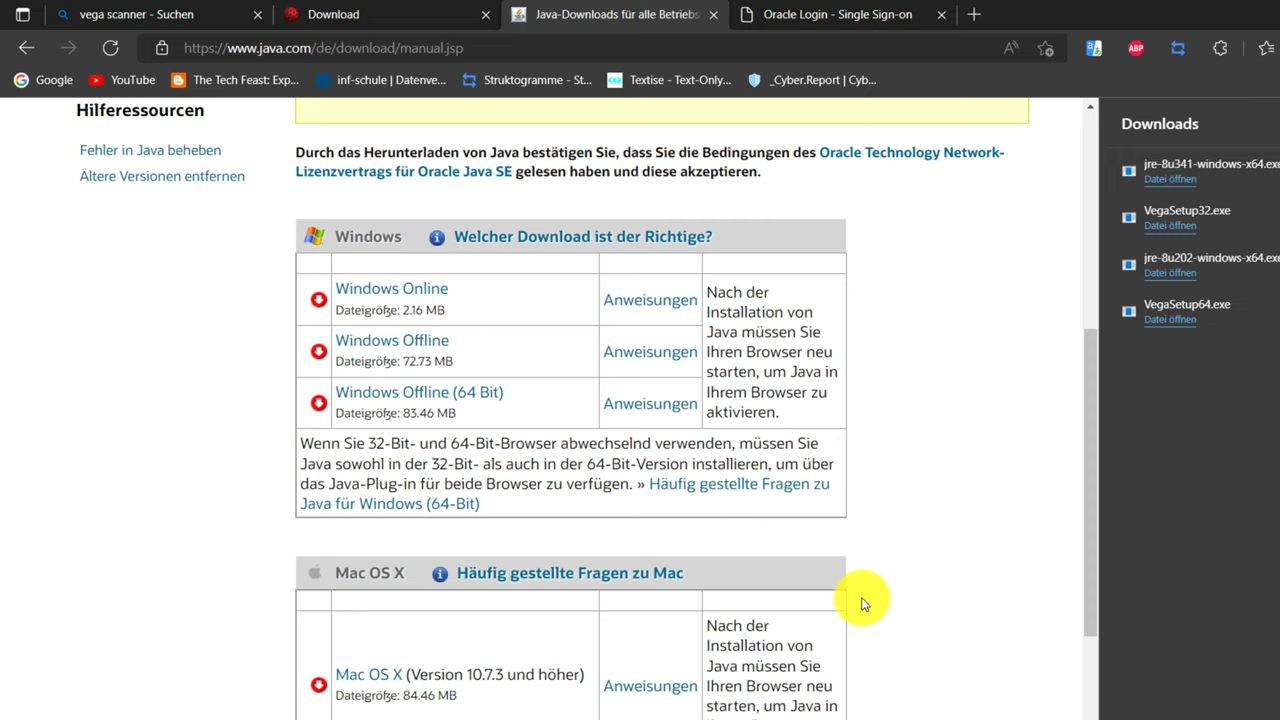 vega scanner - Suchen
Download
Java-Downloads für alle Betriebs
Oracle Login - Single Sign-on
https://www.java.com/de/download/manual.jsp
Google
YouTube
The Tech Feast: Exp...
inf-schule | Datenve...
Struktogramme - St...
Textise - Text-Only...
_Cyber.Report | Cyb...
Hilferessourcen
Fehler in Java beheben
Ältere Versionen entfernen
Durch das Herunterladen von Java bestätigen Sie, dass Sie die Bedingungen des Oracle Technology Network-
Lizenzvertrags für Oracle Java SE gelesen haben und diese akzeptieren.
Windows
Welcher Download ist der Richtige?
Windows Online
Dateigröße: 2.16 MB
Anweisungen
Windows Offline
Dateigröße: 72.73 MB
Anweisungen
Windows Offline (64 Bit)
Dateigröße: 83.46 MB
Anweisungen
Nach der
Installation von
Java müssen Sie
Ihren Browser neu
starten, um Java in
Ihrem Browser zu
aktivieren.
Wenn Sie 32-Bit- und 64-Bit-Browser abwechselnd verwenden, müssen Sie
Java sowohl in der 32-Bit- als auch in der 64-Bit-Version installieren, um über
das Java-Plug-in für beide Browser zu verfügen. » Häufig gestellte Fragen zu
Java für Windows (64-Bit)
Mac OS X
Häufig gestellte Fragen zu Mac
Mac OS X (Version 10.7.3 und höher)
Dateigröße: 84.46 MB
Anweisungen
Nach der
Installation von
Java müssen Sie
Ihren Browser neu
starten, um Java in
Downloads
jre-8u341-windows-x64.exe
Datei öffnen
VegaSetup32.exe
Datei öffnen
jre-8u202-windows-x64.exe
Datei öffnen
VegaSetup64.exe
Datei öffnen
ABP